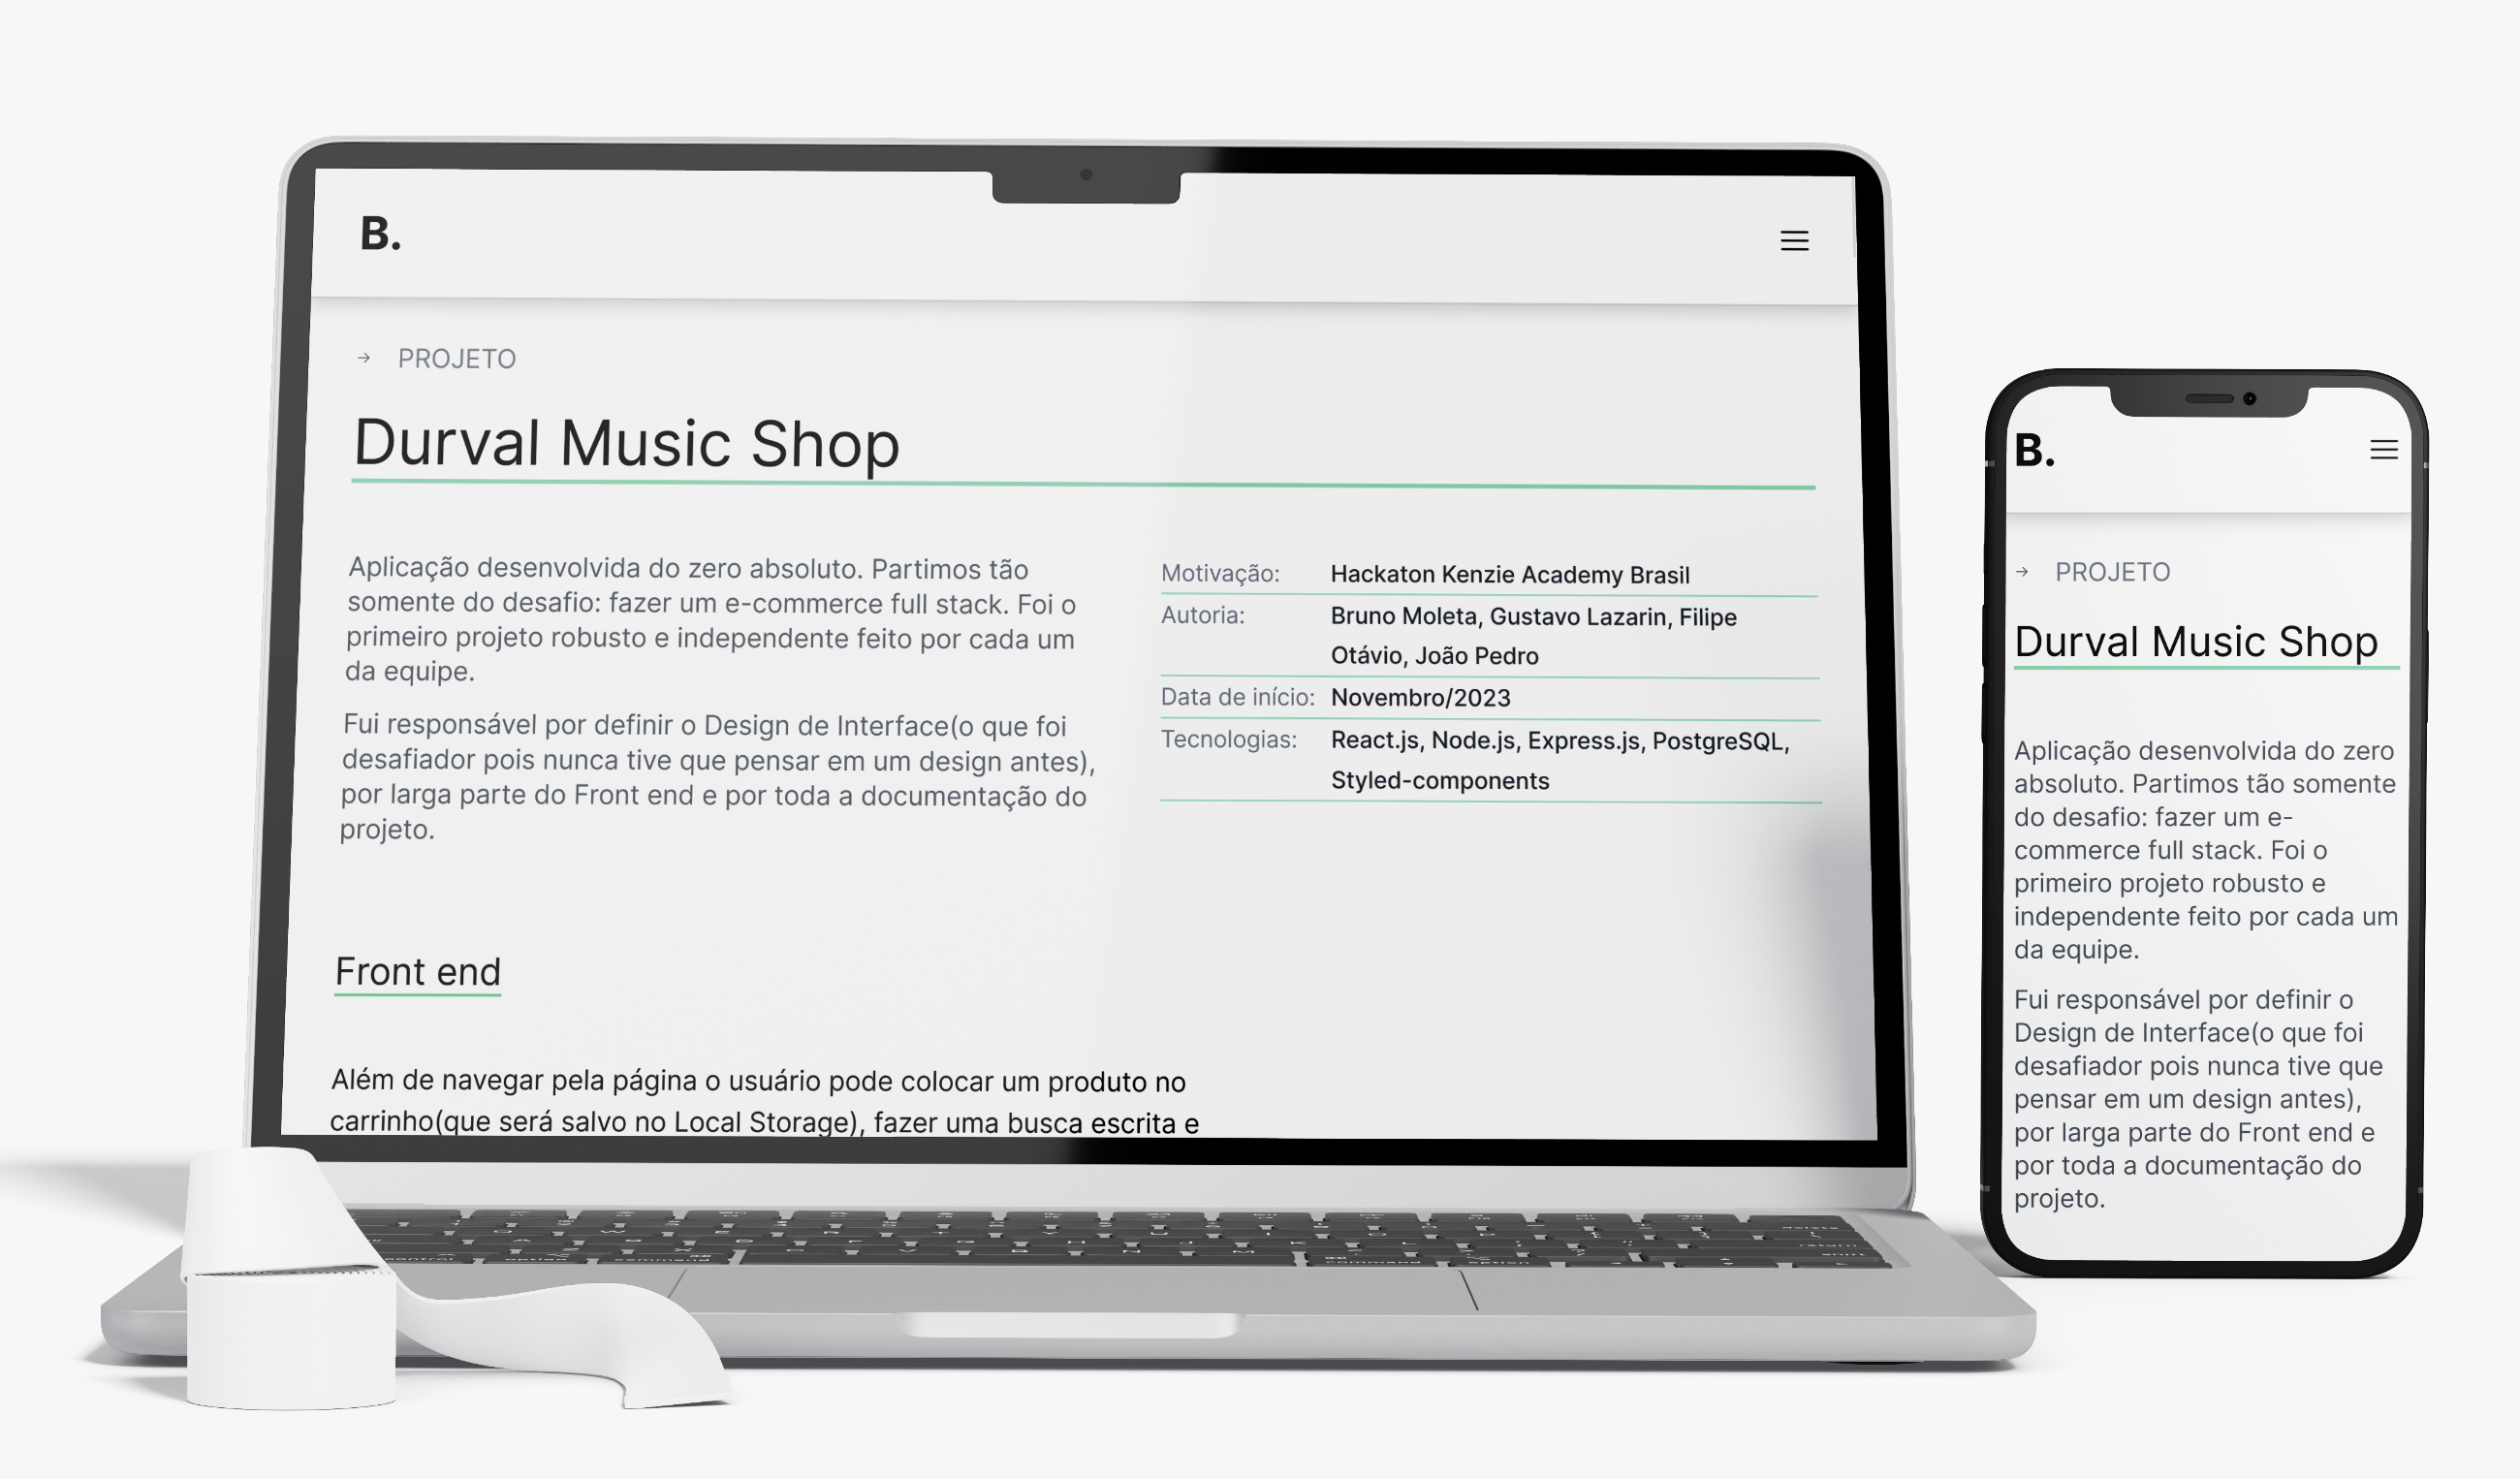 B.
→ PROJETO
Durval Music Shop
Aplicação desenvolvida do zero absoluto. Partimos tão
somente do desafio: fazer um e-commerce full stack. Foi o
primeiro projeto robusto e independente feito por cada um
da equipe.
Fui responsável por definir o Design de Interface(o que foi
desafiador pois nunca tive que pensar em um design antes),
por larga parte do Front end e por toda a documentação do
projeto.
Motivação: Hackaton Kenzie Academy Brasil
Autoria: Bruno Moleta, Gustavo Lazarin, Filipe
Otávio, João Pedro
Data de início: Novembro/2023
Tecnologias: React.js, Node.js, Express.js, PostgreSQL,
Styled-components
Front end
Além de navegar pela página o usuário pode colocar um produto no
carrinho(que será salvo no Local Storage), fazer uma busca escrita e
B.
→ PROJETO
Durval Music Shop
Aplicação desenvolvida do zero
absoluto. Partimos tão somente
do desafio: fazer um e-
commerce full stack. Foi o
primeiro projeto robusto e
independente feito por cada um
da equipe.
Fui responsável por definir o
Design de Interface(o que foi
desafiador pois nunca tive que
pensar em um design antes),
por larga parte do Front end e
por toda a documentação do
projeto.